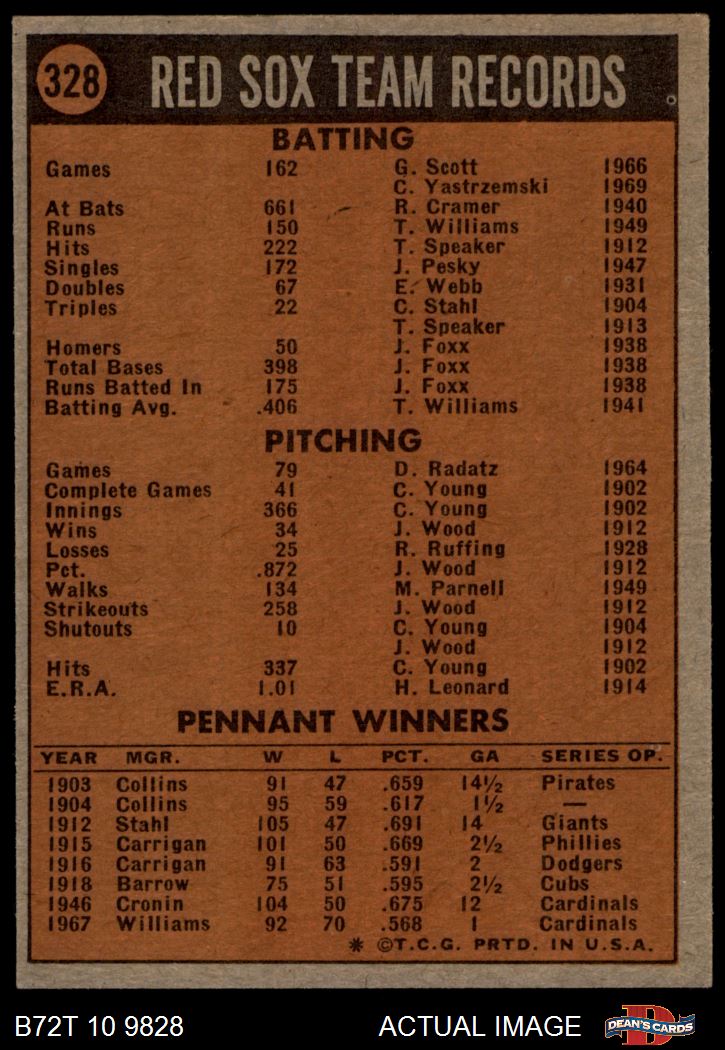 328 RED SOX TEAM RECORDS
BATTING
Games 162 G. Scott 1966
C. Yastrzemski 1969
At Bats 661 R. Cramer 1940
Runs 150 T. Williams 1949
Hits 222 T. Speaker 1912
Singles 172 J. Pesky 1947
Doubles 67 E. Webb 1931
Triples 22 C. Stahl 1904
T. Speaker 1913
Homers 50 J. Foxx 1938
Total Bases 398 J. Foxx 1938
Runs Batted In 175 J. Foxx 1938
Batting Avg. .406 T. Williams 1941
PITCHING
Games 79 D. Radatz 1964
Complete Games 41 C. Young 1902
Innings 366 C. Young 1902
Wins 34 J. Wood 1912
Losses 25 R. Ruffing 1928
Pct. .872 J. Wood 1912
Walks 134 M. Parnell 1949
Strikeouts 258 J. Wood 1912
Shutouts 10 C. Young 1904
J. Wood 1912
Hits 337 C. Young 1902
E.R.A. 1.01 H. Leonard 1914
PENNANT WINNERS
YEAR MGR. W L PCT. GA SERIES OP.
1903 Collins 91 47 .659 14½ Pirates
1904 Collins 95 59 .617 1½ —
1912 Stahl 105 47 .691 14 Giants
1915 Carrigan 101 50 .669 2½ Phillies
1916 Carrigan 91 63 .591 2 Dodgers
1918 Barrow 75 51 .595 2½ Cubs
1946 Cronin 104 50 .675 12 Cardinals
1967 Williams 92 70 .568 1 Cardinals
* ©T.C.G. PRTD. IN U.S.A.
B72T 10 9828 ACTUAL IMAGE DEAN'S CARDS